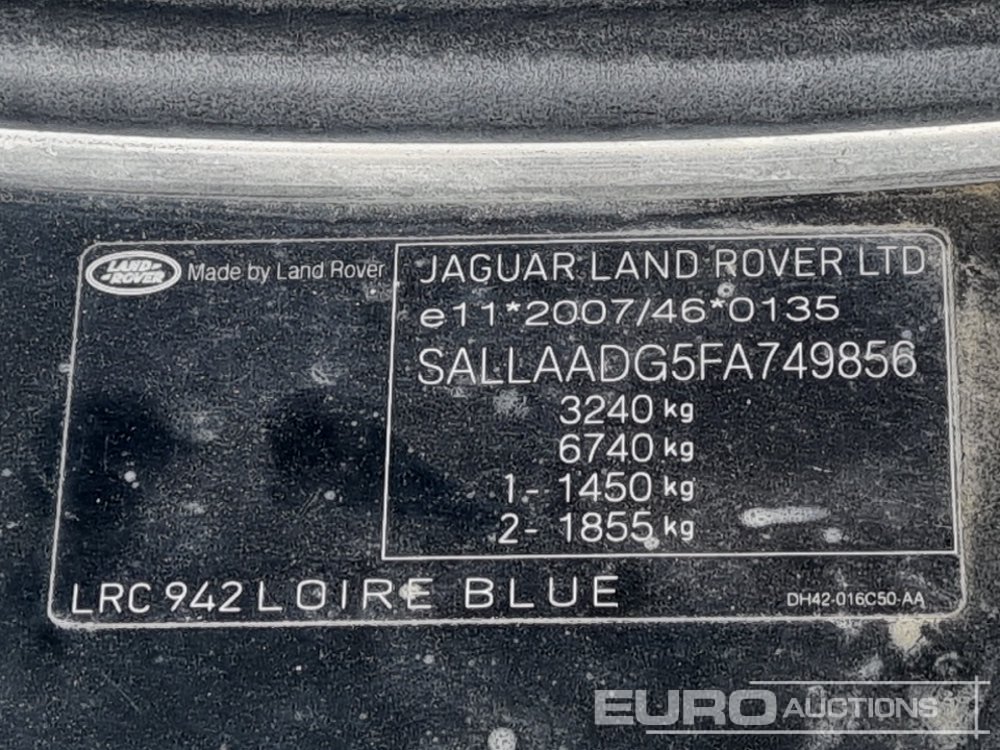 LAND ROVER
Made by Land Rover
JAGUAR LAND ROVER LTD
e11*2007/46*0135
SALLAADG5FA749856
3240 kg
6740 kg
1- 1450 kg
2- 1855 kg
LRC 942 LOIRE BLUE
DH42-016C50-AA
EURO AUCTIONS